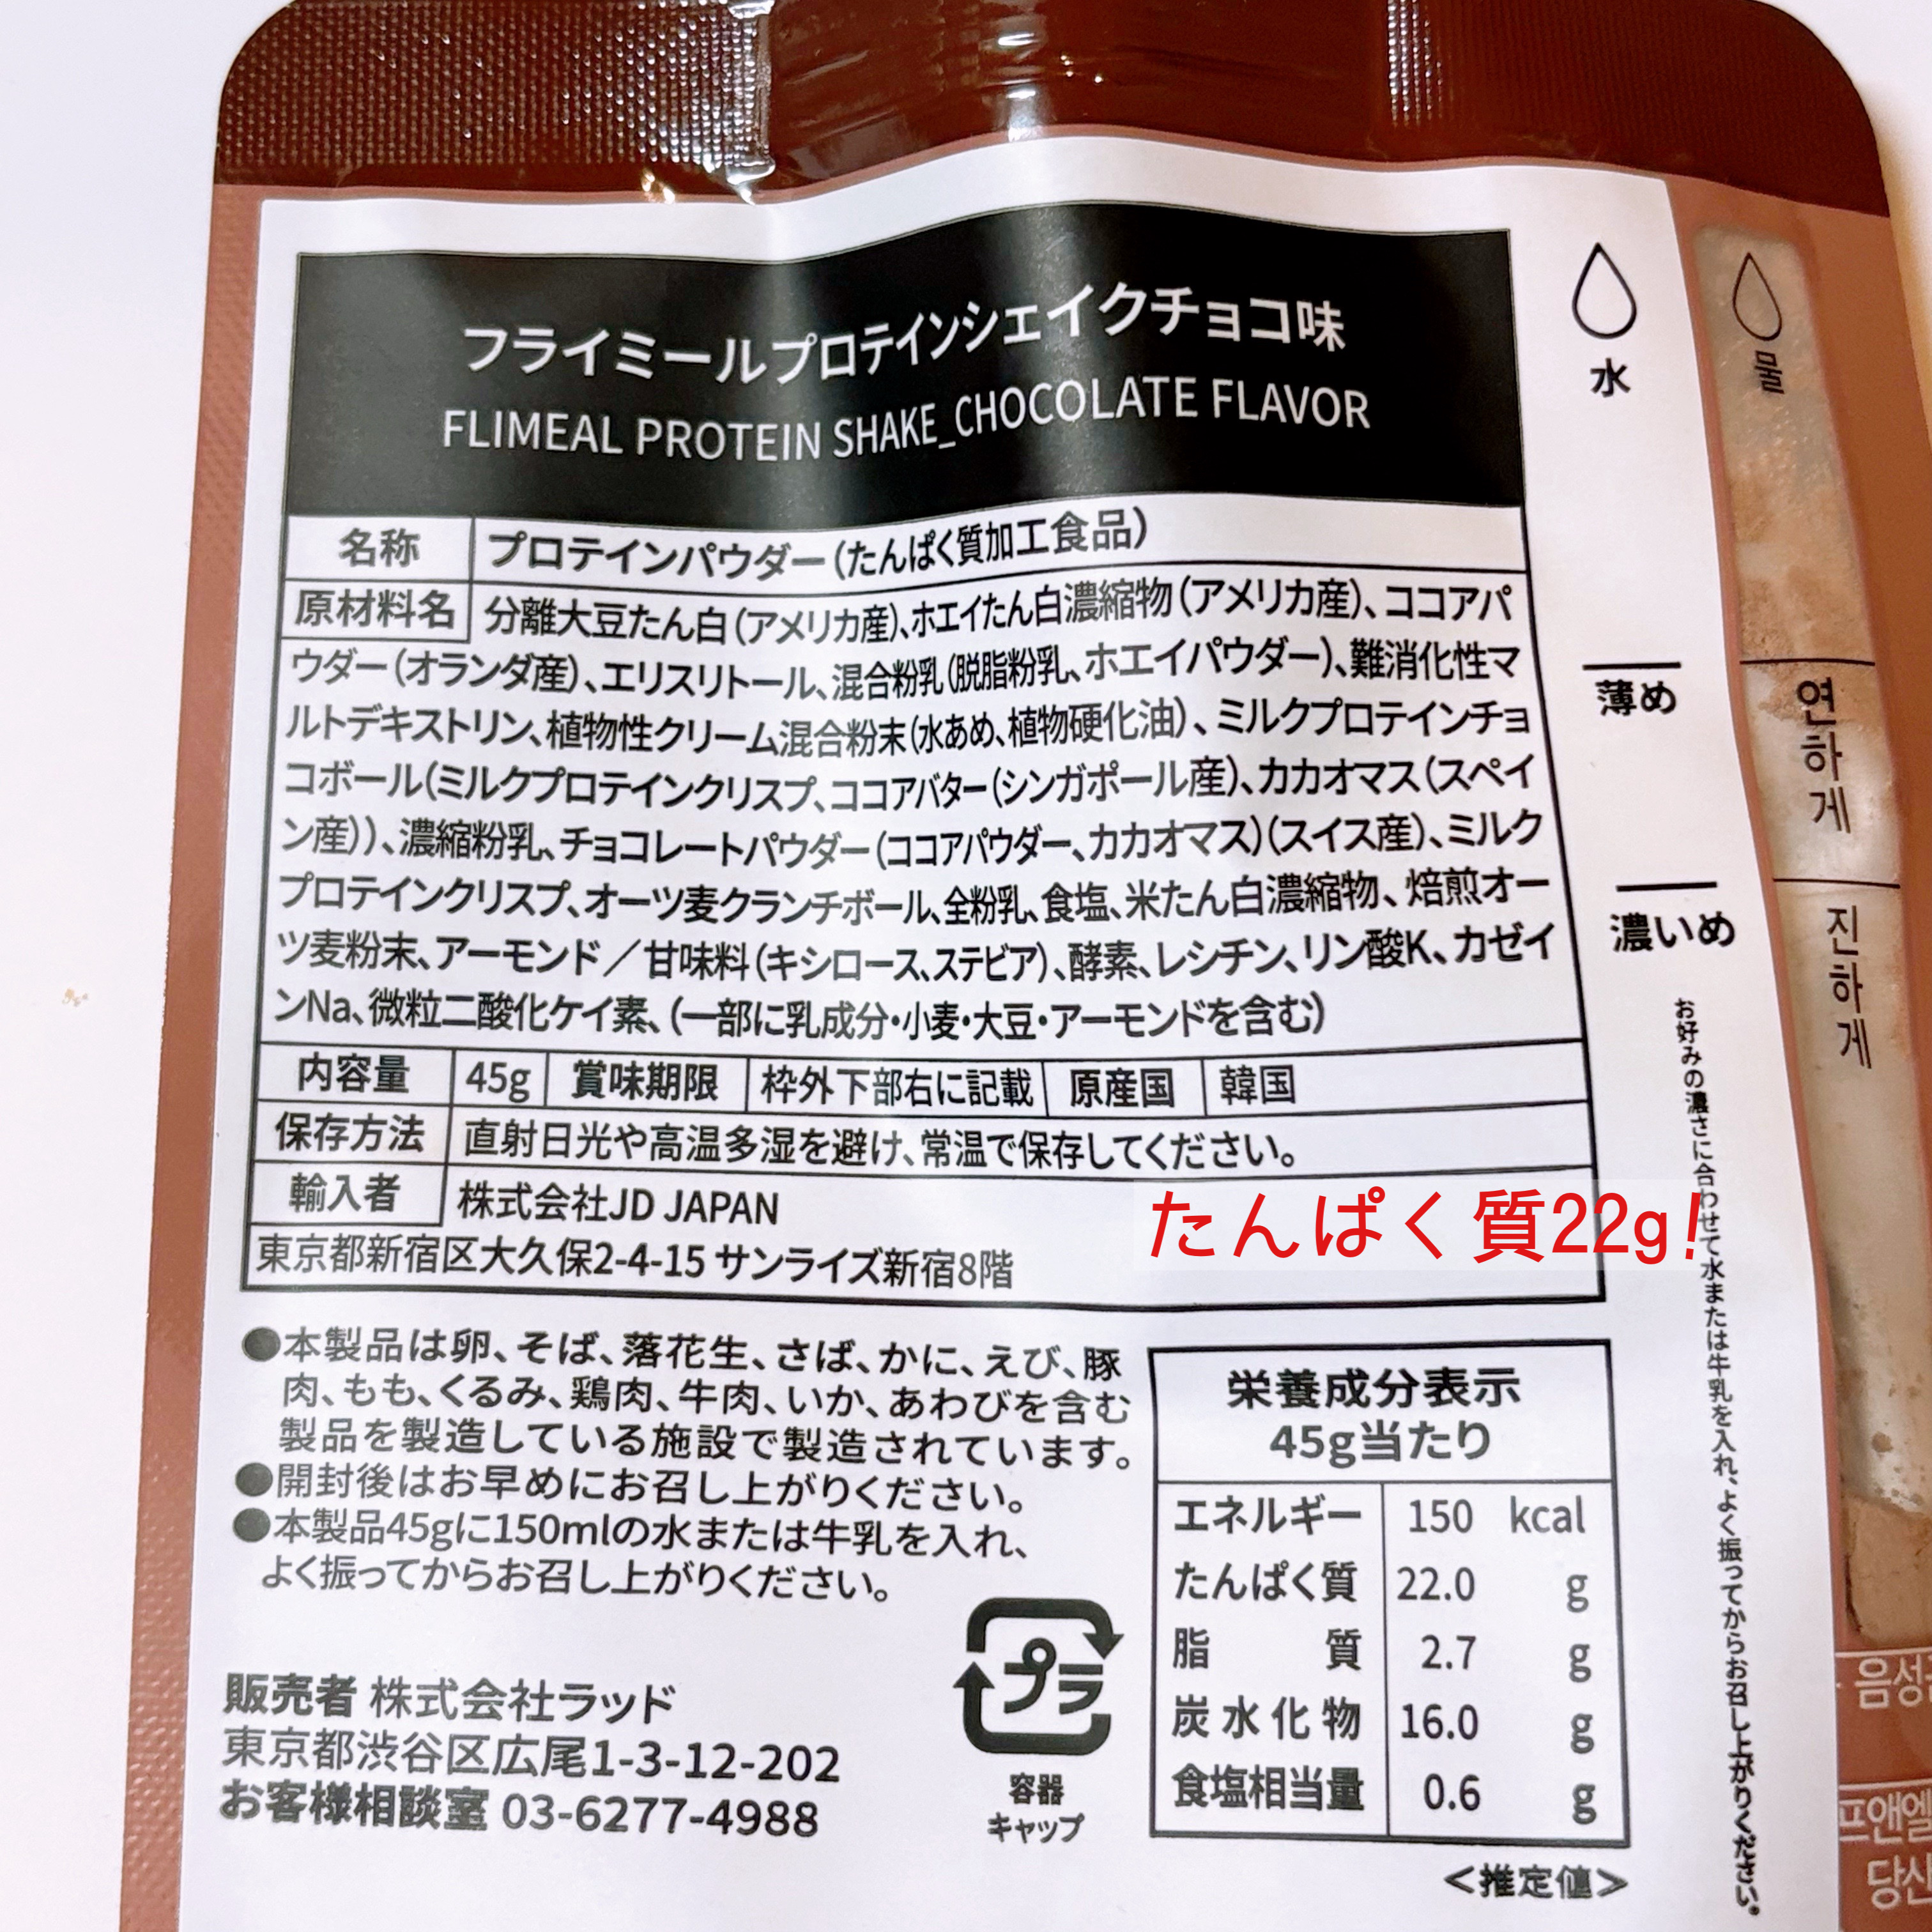 フライミールプロテインシェイクチョコ味
FLIMEAL PROTEIN SHAKE_CHOCOLATE FLAVOR
名称 プロテインパウダー(たんぱく質加工食品)
原材料名 分離大豆たん白(アメリカ産)、ホエイたん白濃縮物(アメリカ産)、ココアパ
ウダー(オランダ産)、エリスリトール、混合粉乳(脱脂粉乳、ホエイパウダー)、難消化性マ
ルトデキストリン、植物性クリーム混合粉末(水あめ、植物硬化油)、ミルクプロテインチョ
コボール(ミルクプロテインクリスプ、ココアバター(シンガポール産)、カカオマス(スペイ
ン産))、濃縮粉乳、チョコレートパウダー(ココアパウダー、カカオマス)(スイス産)、ミルク
プロテインクリスプ、オーツ麦クランチボール、全粉乳、食塩、米たん白濃縮物、焙煎オー
ツ麦粉末、アーモンド/甘味料(キシロース、ステビア)、酵素、レシチン、リン酸K、カゼイ
ンNa、微粒二酸化ケイ素、(一部に乳成分・小麦・大豆・アーモンドを含む)
内容量 45g 賞味期限 枠外下部右に記載 原産国 韓国
保存方法 直射日光や高温多湿を避け、常温で保存してください。
輸入者 株式会社JD JAPAN
東京都新宿区大久保2-4-15 サンライズ新宿8階
たんぱく質22g!
●本製品は卵、そば、落花生、さば、かに、えび、豚
肉、もも、くるみ、鶏肉、牛肉、いか、あわびを含む
製品を製造している施設で製造されています。
●開封後はお早めにお召し上がりください。
●本製品45gに150mlの水または牛乳を入れ、
よく振ってからお召し上がりください。
販売者 株式会社ラッド
東京都渋谷区広尾1-3-12-202
お客様相談室 03-6277-4988
プラ
容器
キャップ
栄養成分表示
45g当たり
エネルギー 150 kcal
たんぱく質 22.0 g
脂質 2.7 g
炭水化物 16.0 g
食塩相当量 0.6 g
<推定値>
水
薄め
濃いめ
お好みの濃さに合わせて水または牛乳を入れ、よく振ってからお召し上がりください。
물
연하게
진하게
음성
프앤엘
당신